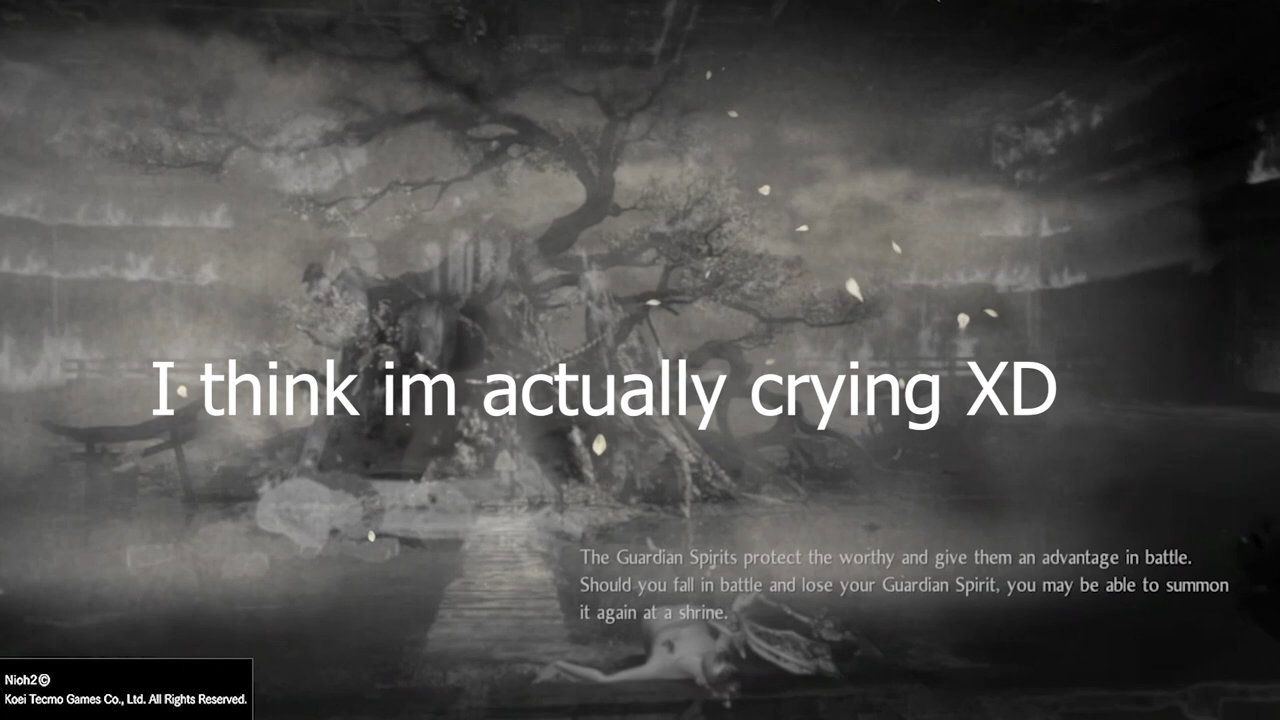 I think im actually crying XD
The Guardian Spirits protect the worthy and give them an advantage in battle.
Should you fall in battle and lose your Guardian Spirit, you may be able to summon
it again at a shrine.
Nioh2©
Koei Tecmo Games Co., Ltd. All Rights Reserved.